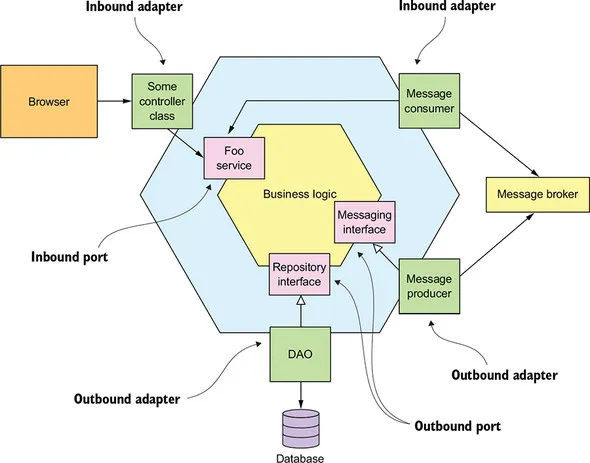 Inbound adapter
Inbound adapter
Browser
Some
controller
class
Message
consumer
Foo
service
Business logic
Message broker
Messaging
interface
Inbound port
Repository
interface
Message
producer
DAO
Outbound adapter
Outbound adapter
Outbound port
Database